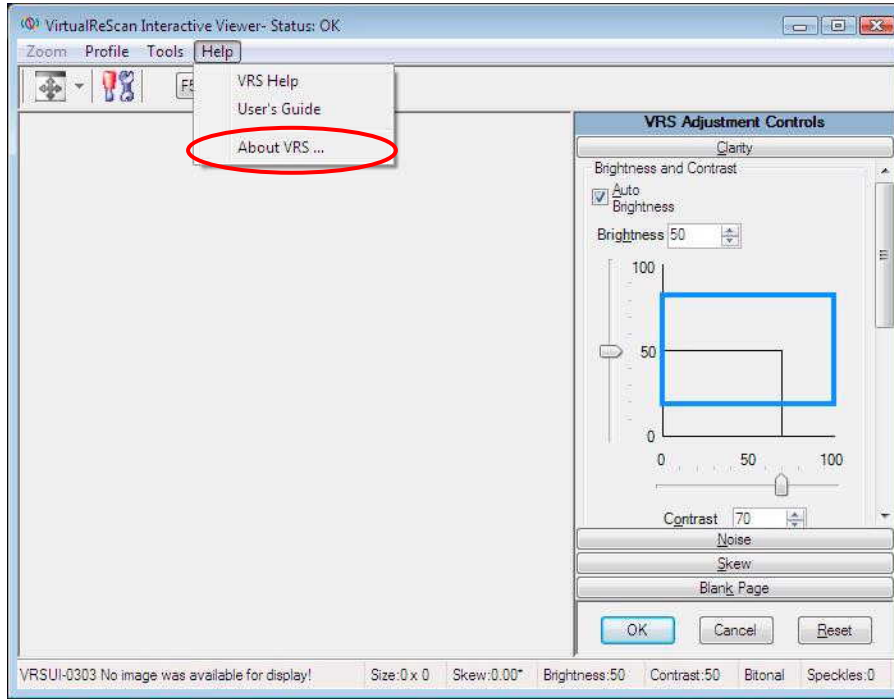 VirtualReScan Interactive Viewer- Status: OK
Zoom Profile Tools Help
VRS Help
User's Guide
About VRS ...
VRS Adjustment Controls
Clarity
Brightness and Contrast
Auto
Brightness
Brightness 50
100
50
0
0 50 100
Contrast 70
Noise
Skew
Blank Page
OK Cancel Reset
VRSUI-0303 No image was available for display! Size:0 x 0 Skew:0.00° Brightness:50 Contrast:50 Bitonal Speckles:0